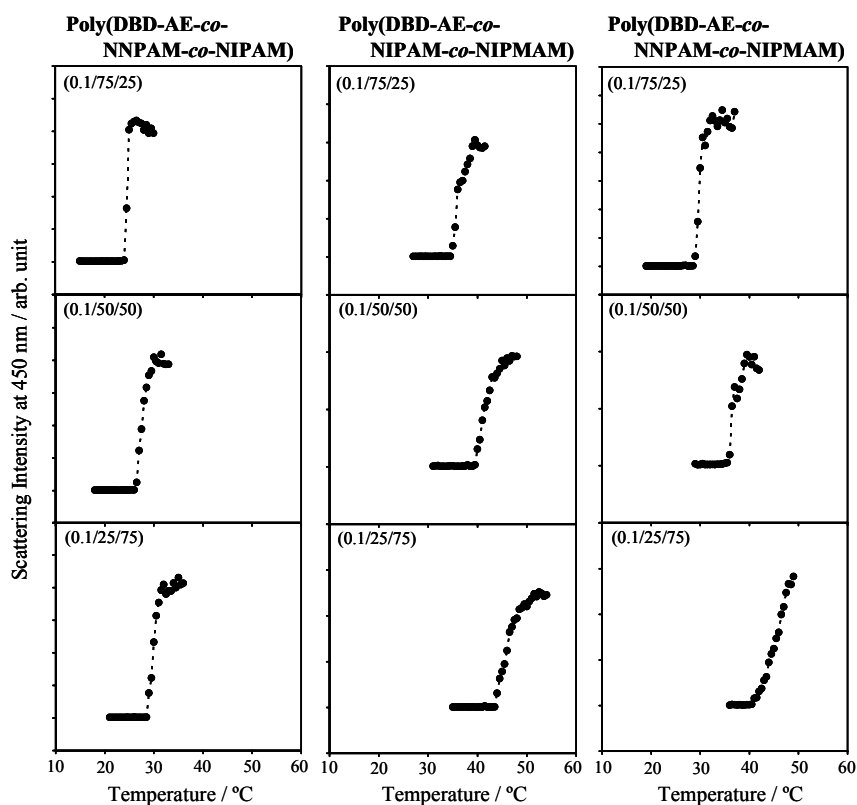 Poly(DBD-AE-co-
NNPAM-co-NIPAM)
Poly(DBD-AE-co-
NIPAM-co-NIPMAM)
Poly(DBD-AE-co-
NNPAM-co-NIPMAM)
(0.1/75/25)
(0.1/75/25)
(0.1/75/25)
(0.1/50/50)
(0.1/50/50)
(0.1/50/50)
(0.1/25/75)
(0.1/25/75)
(0.1/25/75)
Scattering Intensity at 450 nm / arb. unit
10 20 30 40 50 60
10 20 30 40 50 60
10 20 30 40 50 60
Temperature / ºC
Temperature / ºC
Temperature / ºC